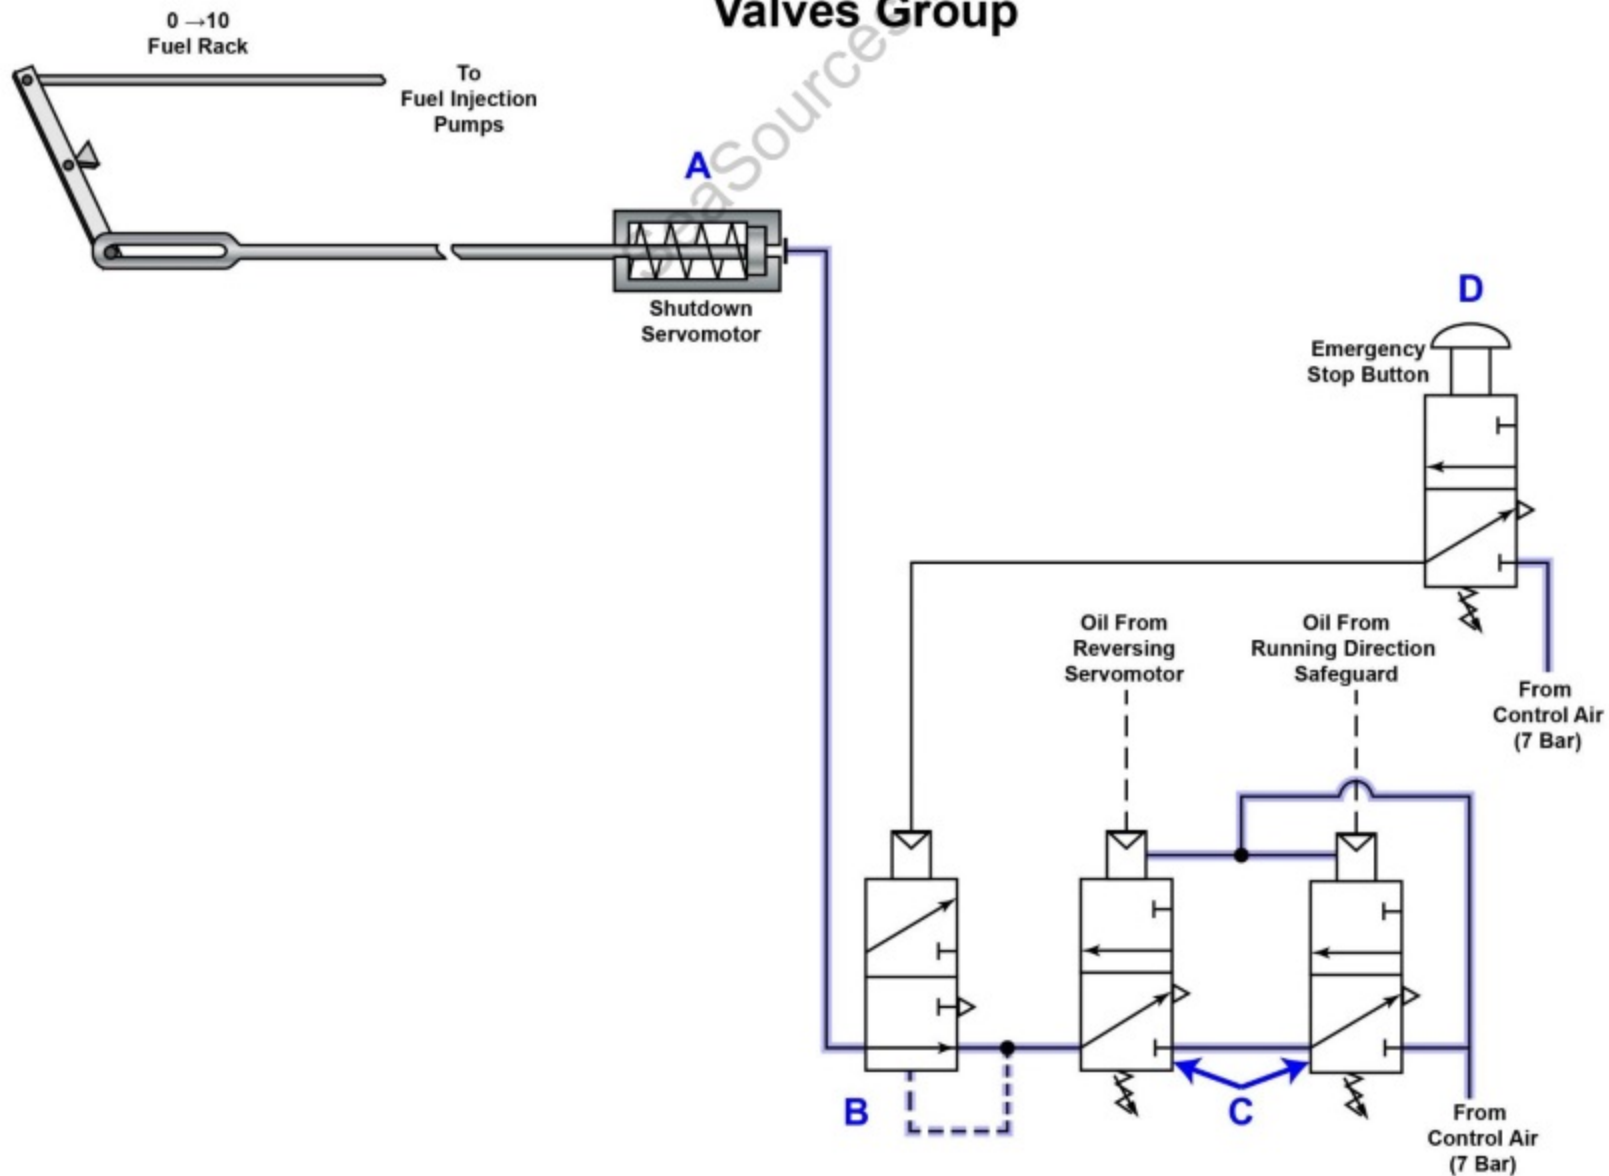 Valves Group
0 →10
Fuel Rack
To
Fuel Injection
Pumps
SeaSources
A
Shutdown
Servomotor
D
Emergency
Stop Button
Oil From
Reversing
Servomotor
Oil From
Running Direction
Safeguard
From
Control Air
(7 Bar)
B
C
From
Control Air
(7 Bar)